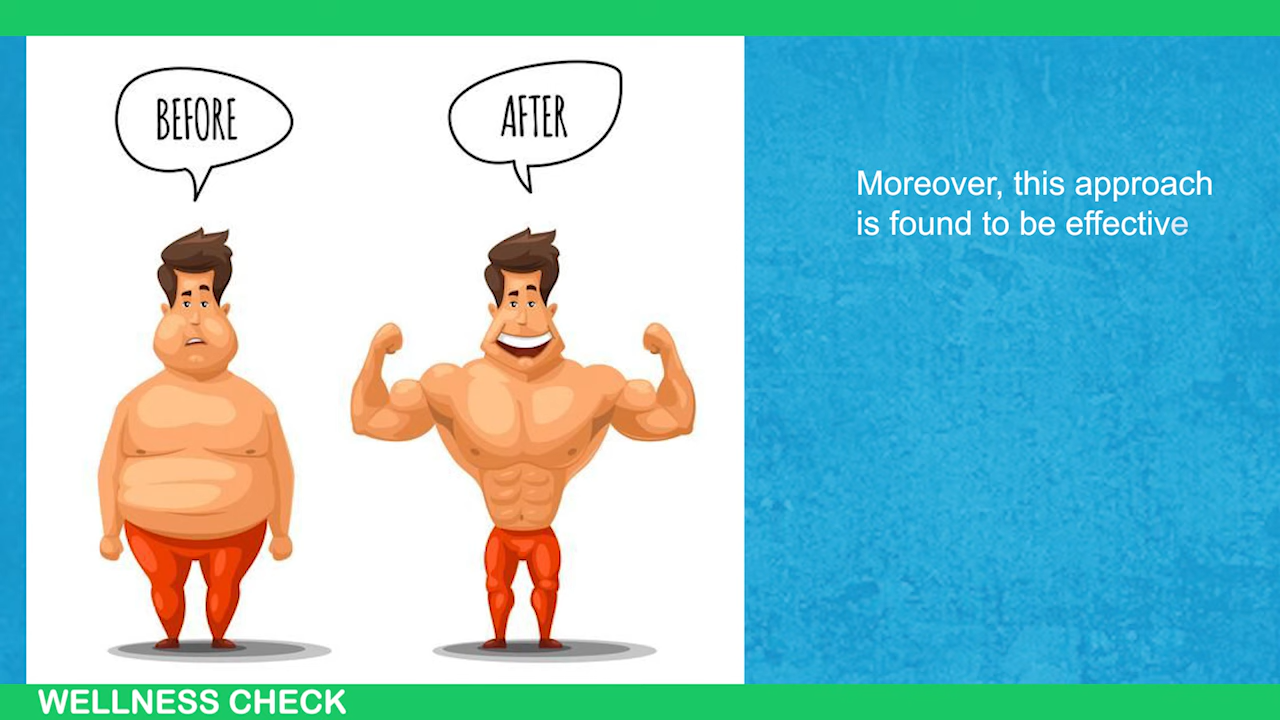 BEFORE
AFTER
Moreover, this approach
is found to be effective
WELLNESS CHECK